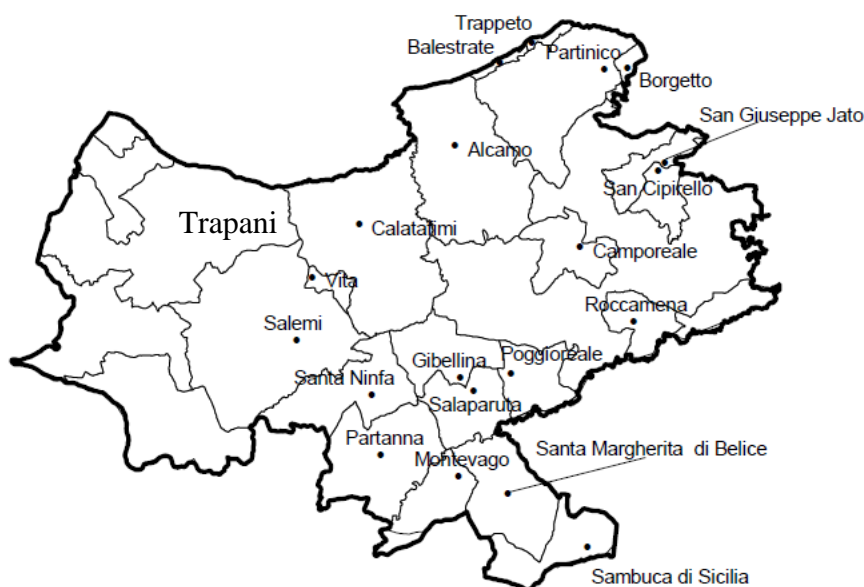 Trappeto
Balestrate
Partinico
Borgetto
San Giuseppe Jato
Alcamo
San Cipirello
Trapani
Calatafimi
Camporeale
Vita
Roccamena
Salemi
Gibellina
Poggioreale
Santa Ninfa
Salaparuta
Partanna
Santa Margherita di Belice
Montevago
Sambuca di Sicilia